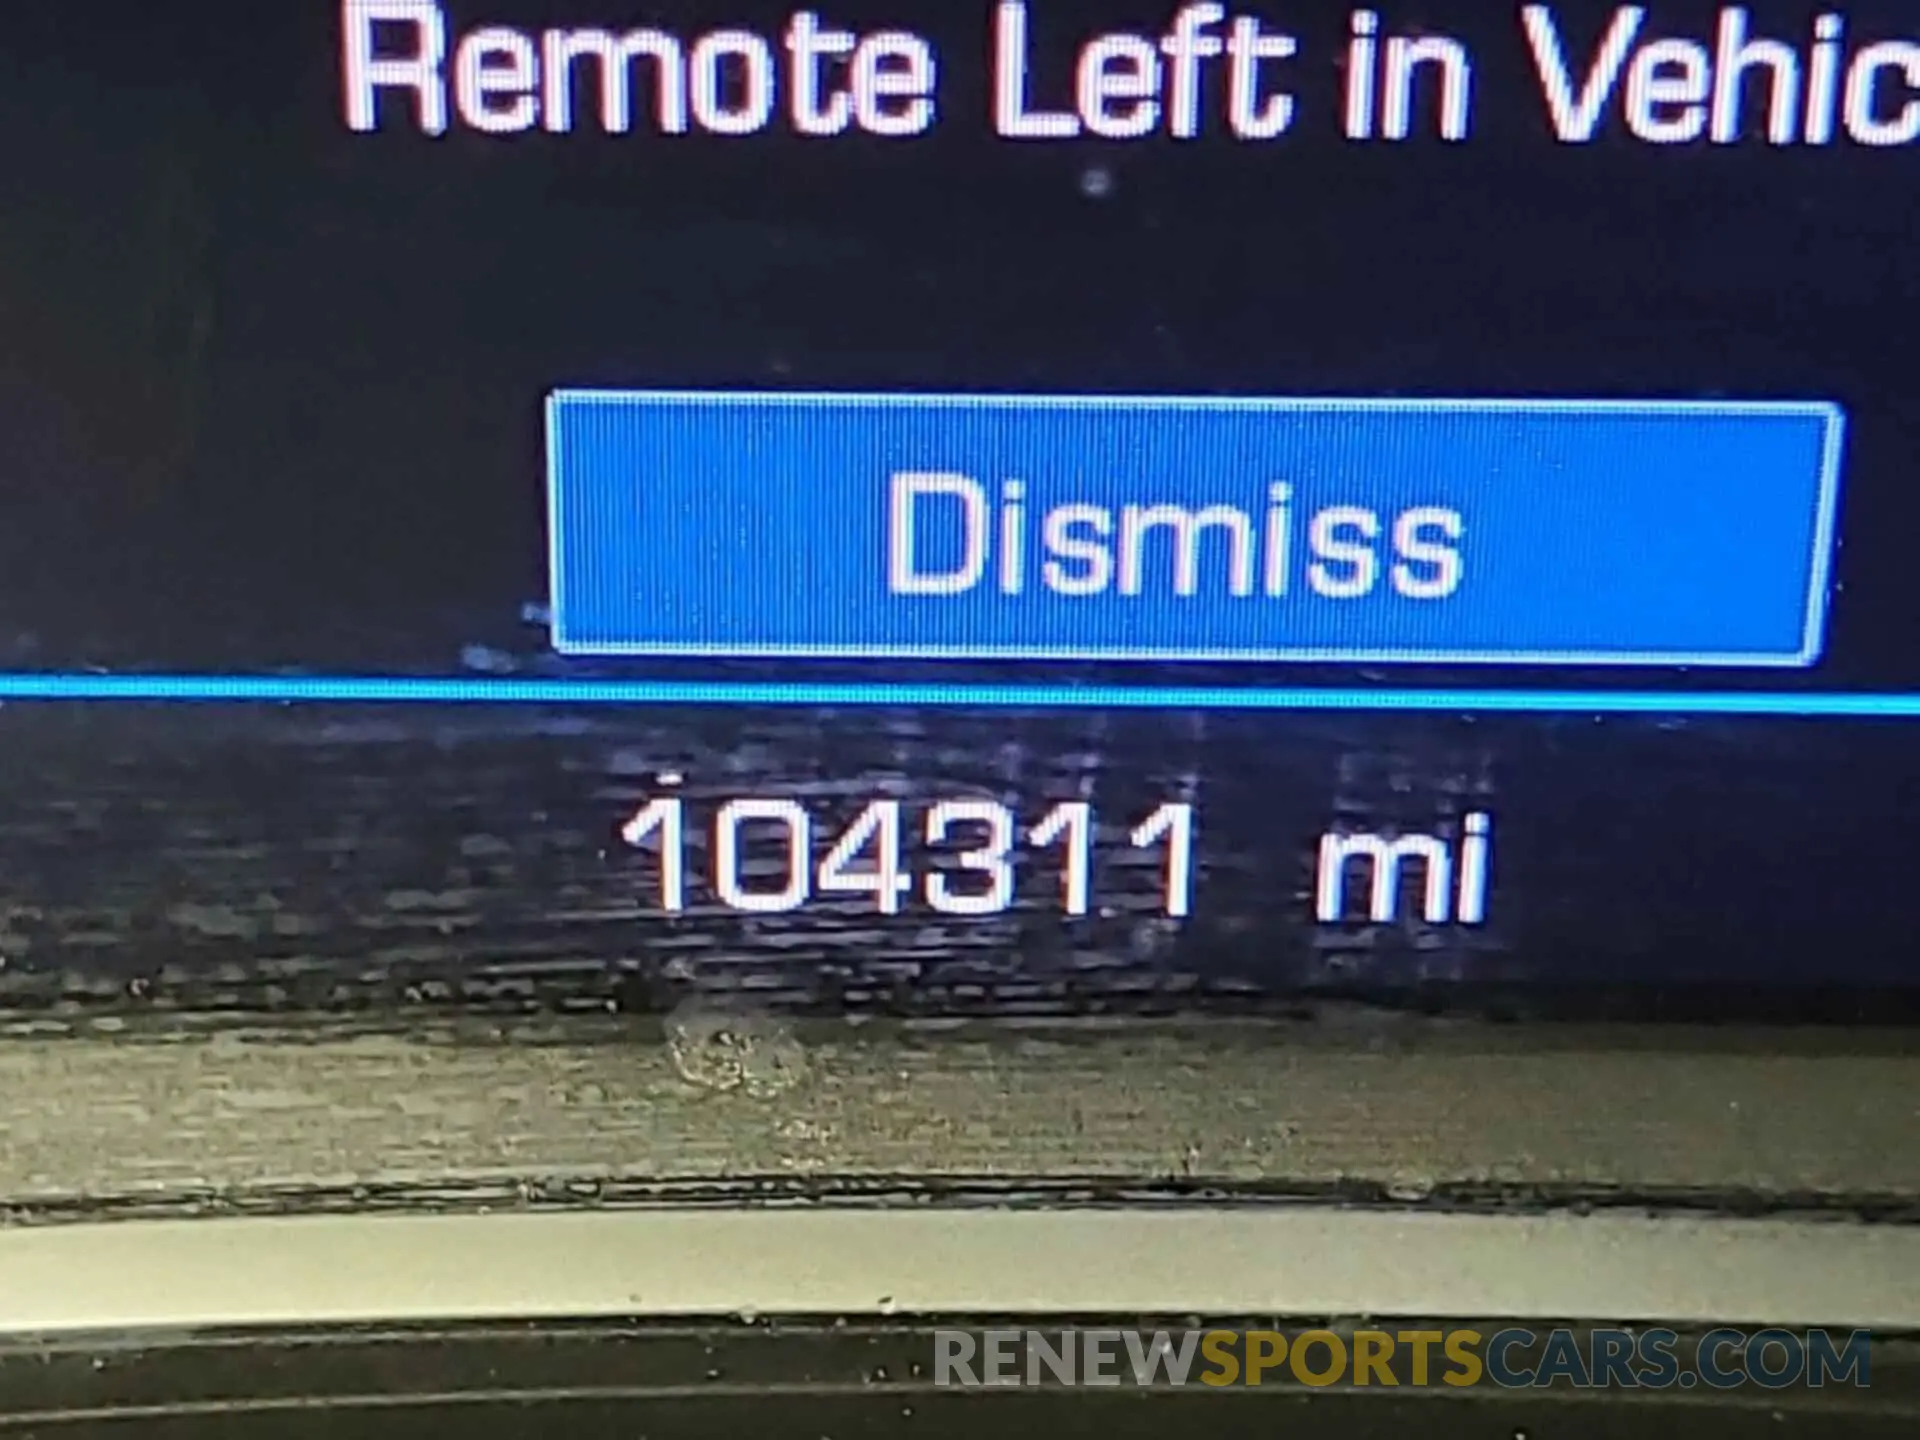 Remote Left in Vehic
Dismiss
104311 mi
RENEWSPORTSCARS.COM